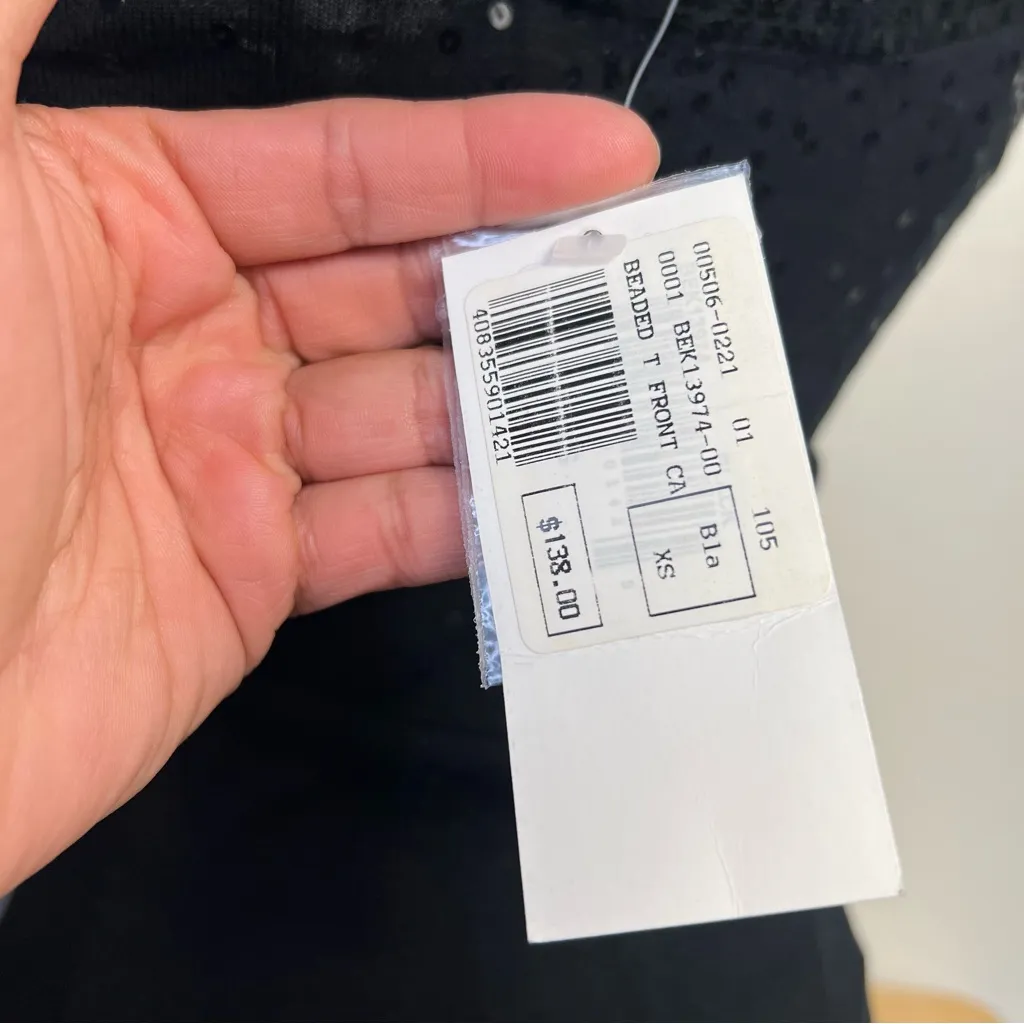 00506-0221 01 105
0001 BEK13974-00
BEADED T FRONT CA
Bla
XS
408355901421
$138.00